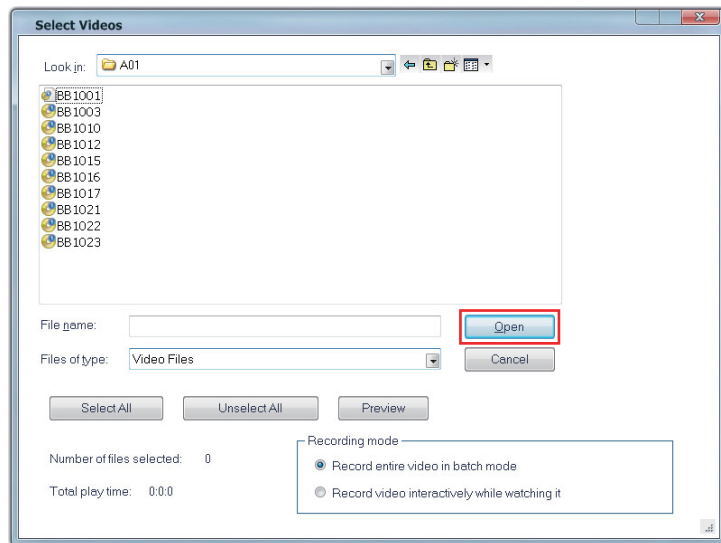 Select Videos
Look in: A01
BB1001
BB1003
BB1010
BB1012
BB1015
BB1016
BB1017
BB1021
BB1022
BB1023
File name:
Open
Files of type: Video Files
Cancel
Select All Unselect All Preview
Number of files selected: 0
Total play time: 0:0:0
Recording mode
Record entire video in batch mode
Record video interactively while watching it